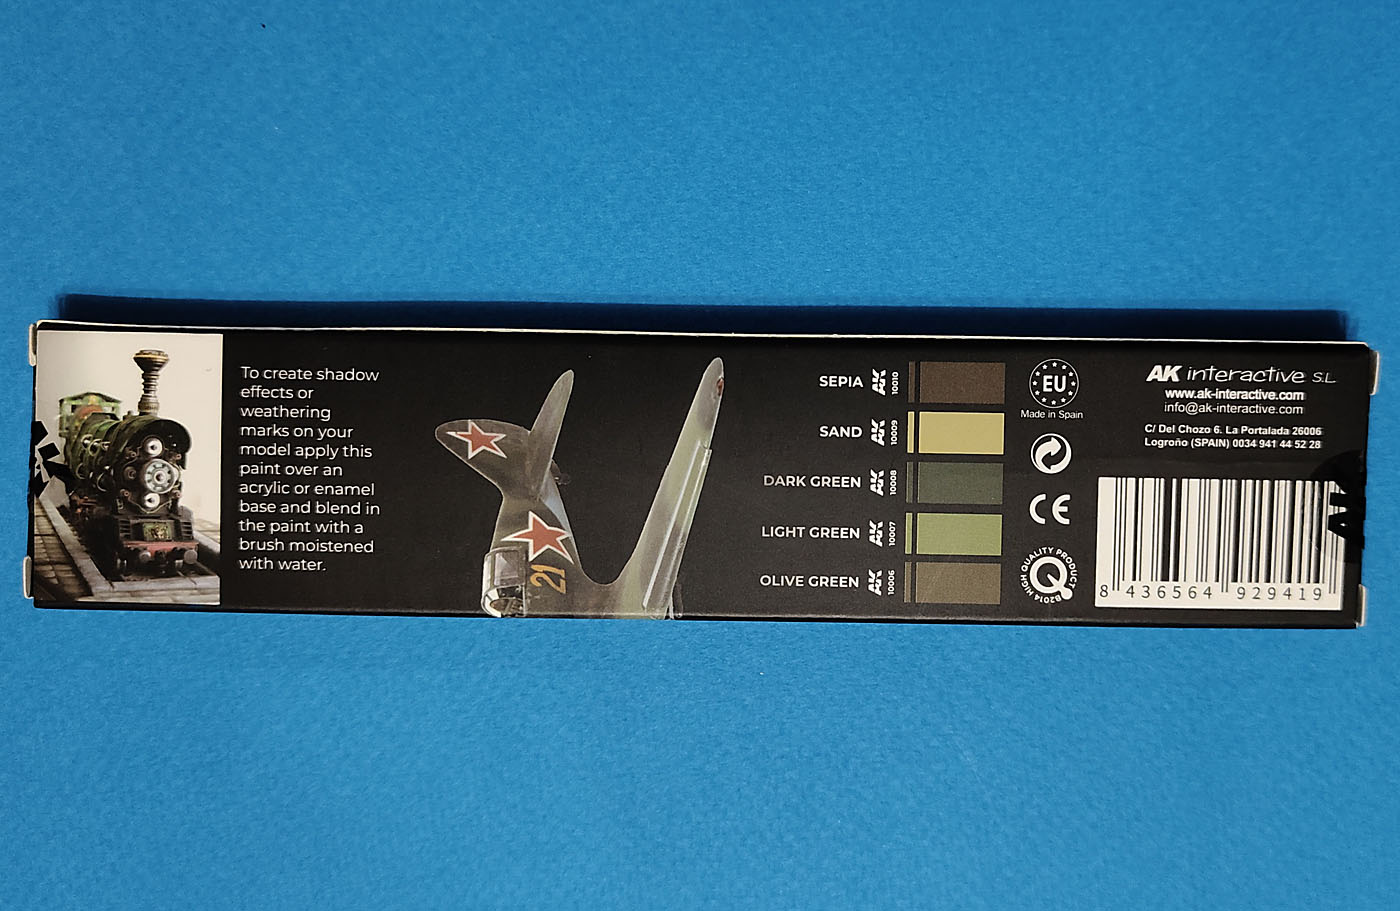 To create shadow
effects or
weathering
marks on your
model apply this
paint over an
acrylic or enamel
base and blend in
the paint with a
brush moistened
with water.
21
SEPIA AK 10010
SAND AK 10009
DARK GREEN AK 10008
LIGHT GREEN AK 10007
OLIVE GREEN AK 10006
EU
Made in Spain
CE
HIGH QUALITY PRODUCT
B2014
AK interactive S.L
www.ak-interactive.com
info@ak-interactive.com
C/ Del Chozo 6. La Portalada 26006
Logroño (SPAIN) 0034 941 44 52 28
8 436564 929419